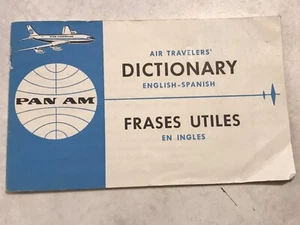 PAN AM
AIR TRAVELERS'
DICTIONARY
ENGLISH-SPANISH
FRASES UTILES
EN INGLES